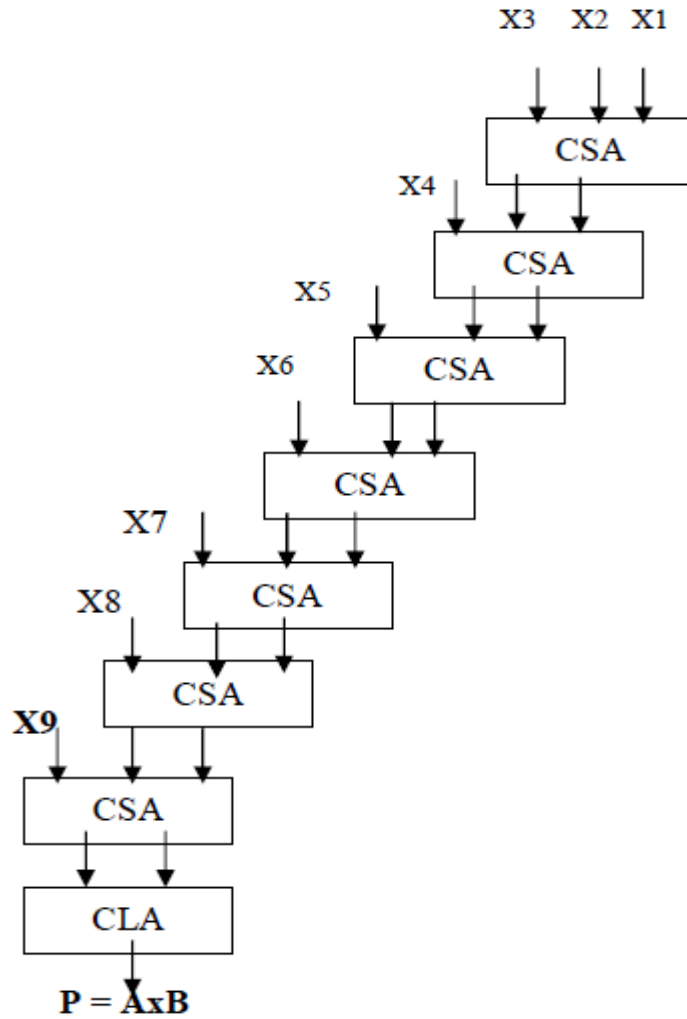 X3 X2 X1
CSA
X4
CSA
X5
CSA
X6
CSA
X7
CSA
X8
CSA
X9
CSA
CLA
P = AxB